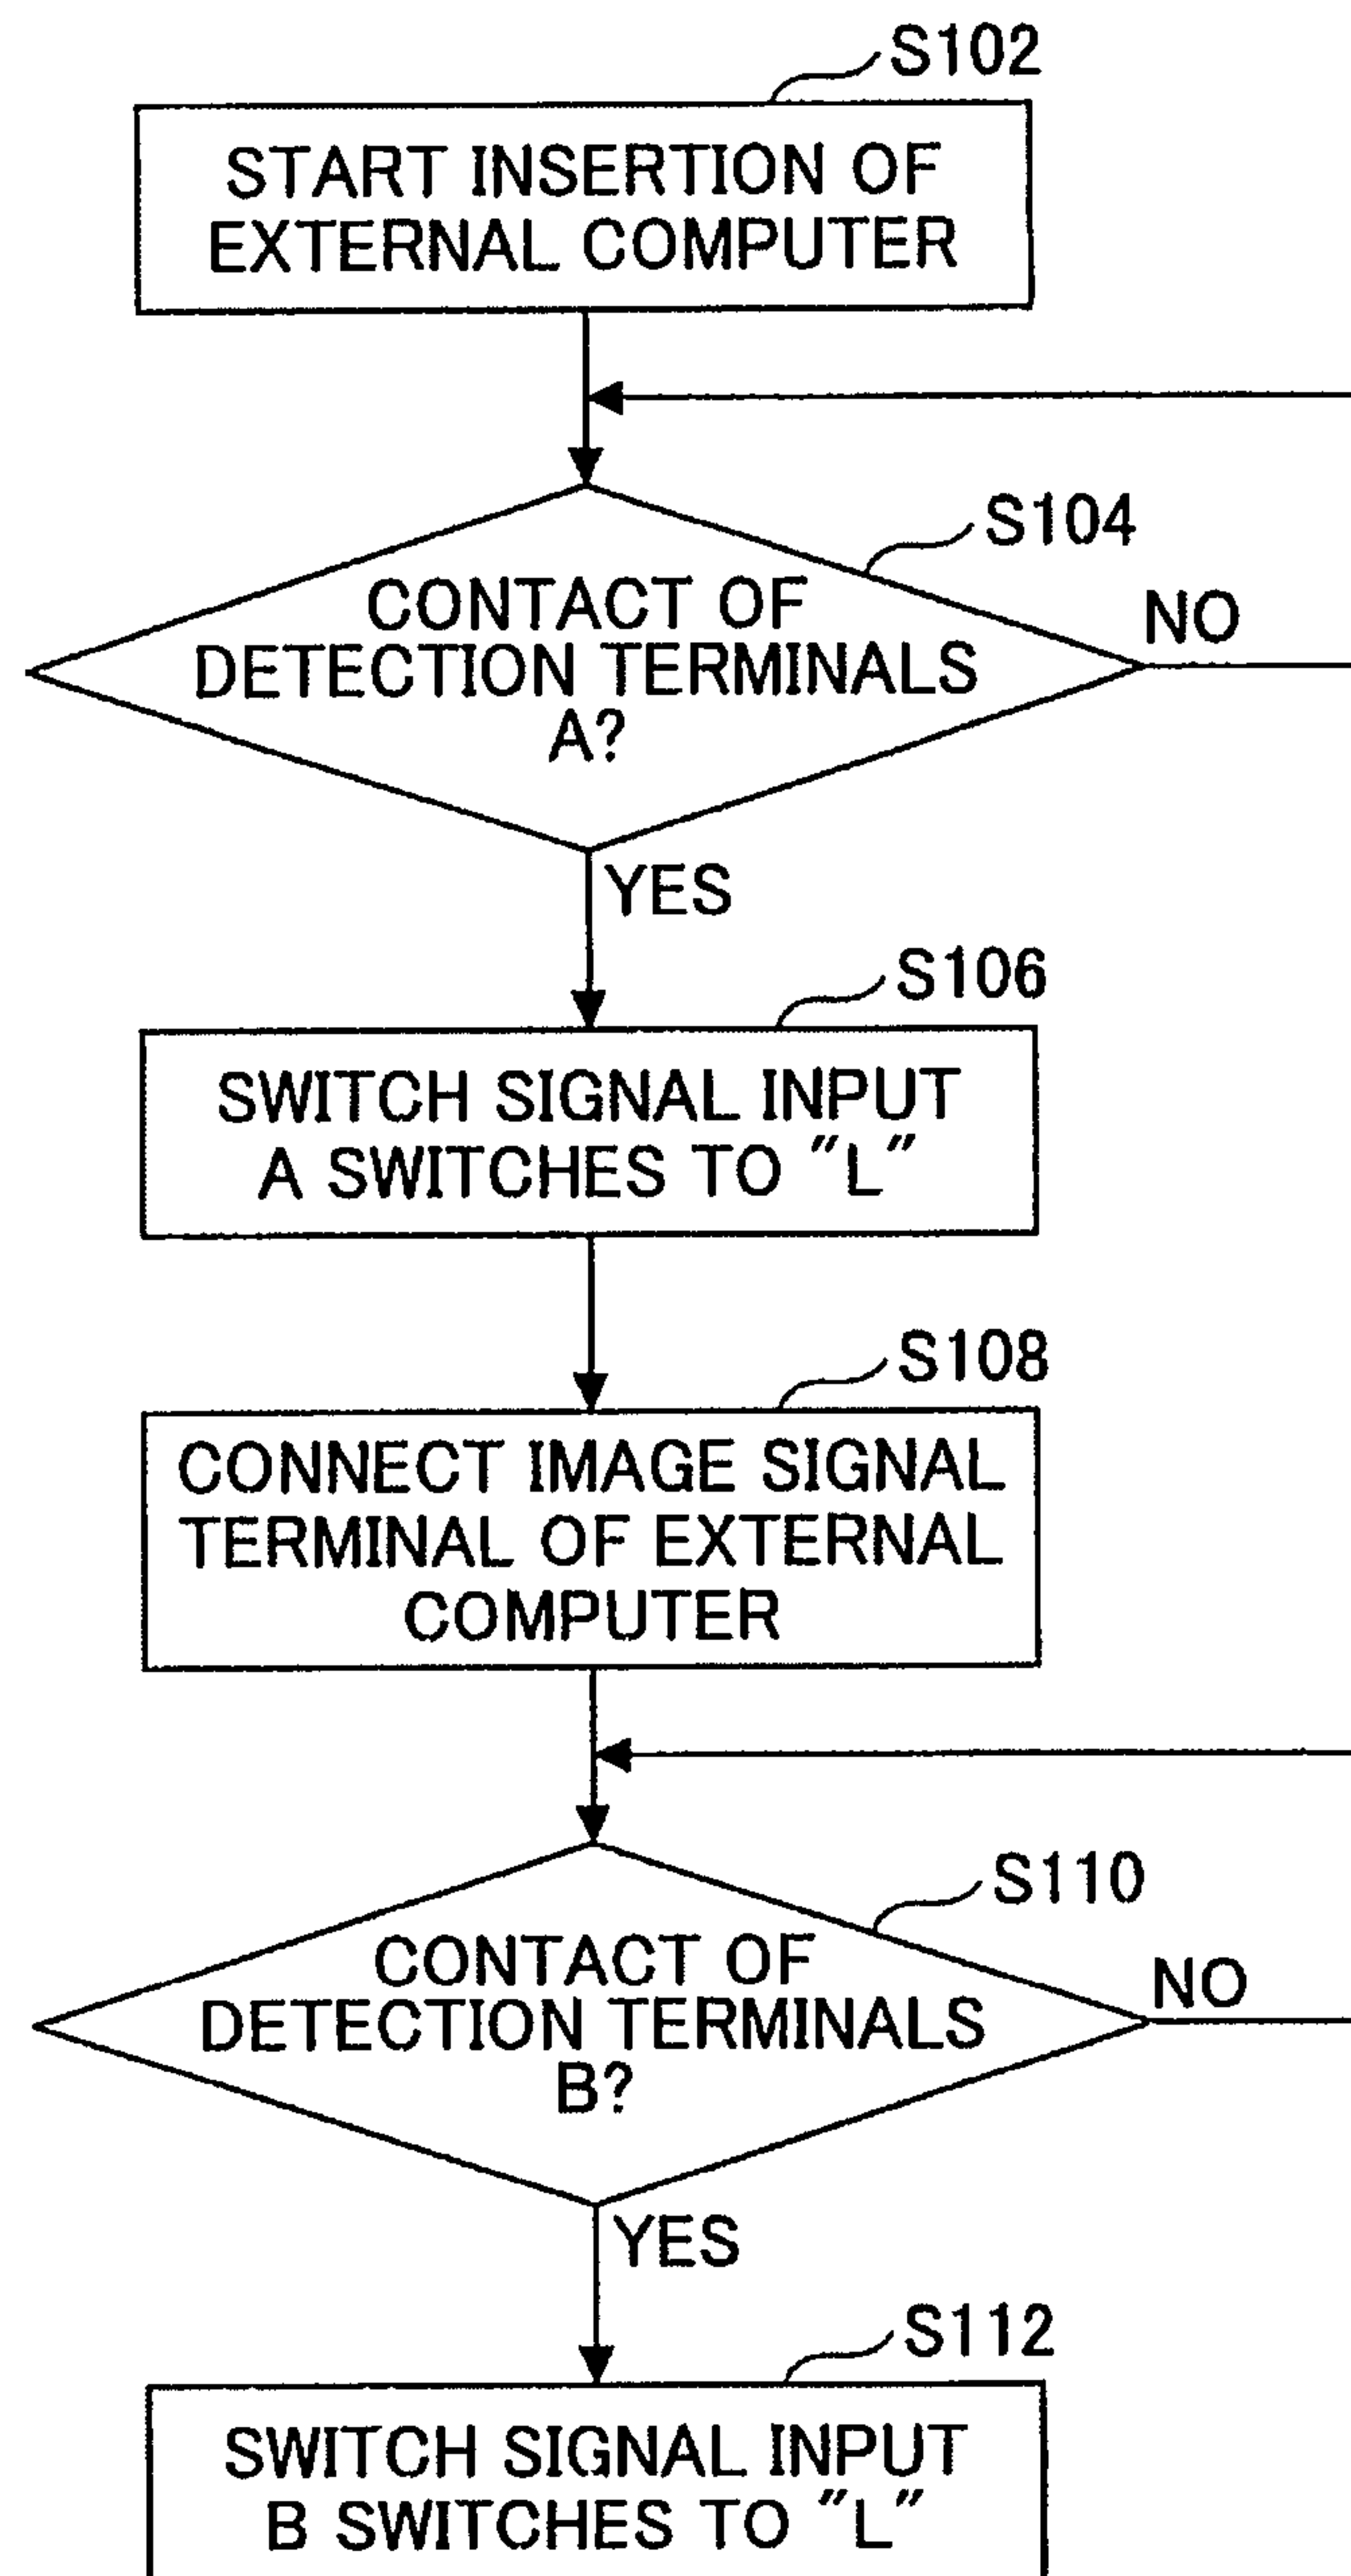 S102
START INSERTION OF
EXTERNAL COMPUTER
S104
CONTACT OF
DETECTION TERMINALS
A?
NO
YES
S106
SWITCH SIGNAL INPUT
A SWITCHES TO "L"
S108
CONNECT IMAGE SIGNAL
TERMINAL OF EXTERNAL
COMPUTER
S110
CONTACT OF
DETECTION TERMINALS
B?
NO
YES
S112
SWITCH SIGNAL INPUT
B SWITCHES TO "L"